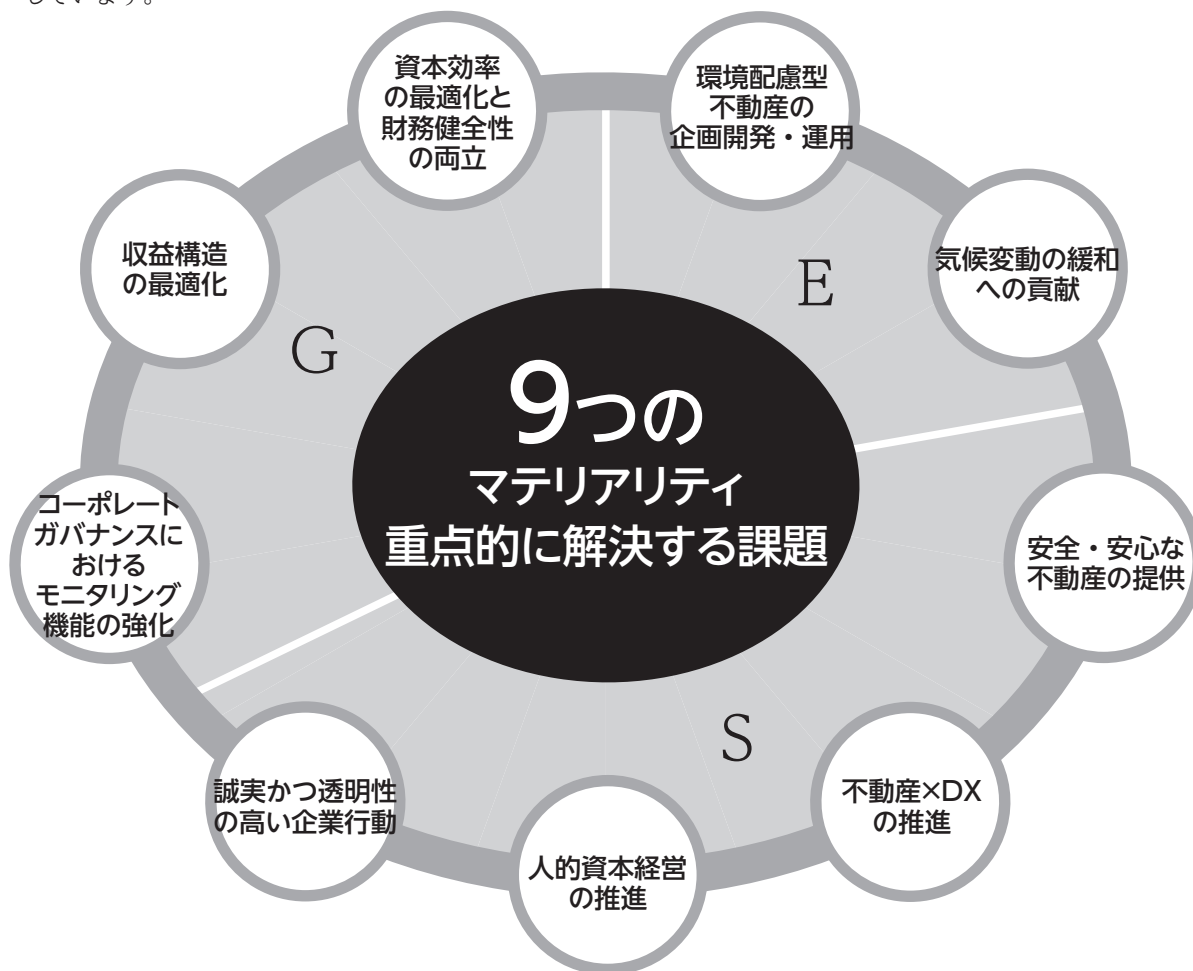 しています。
資本効率
の最適化と
財務健全性
の両立
環境配慮型
不動産の
企画開発・運用
収益構造
の最適化
気候変動の緩和
への貢献
E
G
9つの
マテリアリティ
重点的に解決する課題
コーポレート
ガバナンスに
おける
モニタリング
機能の強化
安全・安心な
不動産の提供
S
誠実かつ透明性
の高い企業行動
不動産×DX
の推進
人的資本経営
の推進